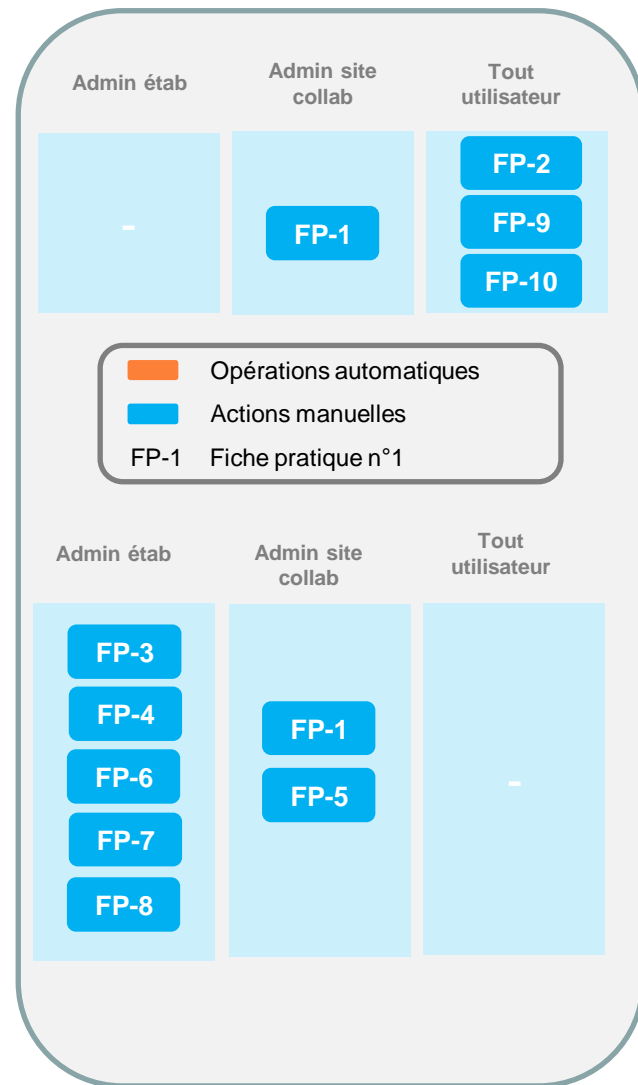 Admin étab
Admin site
collab
Tout
utilisateur
-
FP-1
FP-2
FP-9
FP-10
Opérations automatiques
Actions manuelles
FP-1 Fiche pratique n°1
Admin étab
Admin site
collab
Tout
utilisateur
FP-3
FP-4
FP-6
FP-7
FP-8
FP-1
FP-5
-